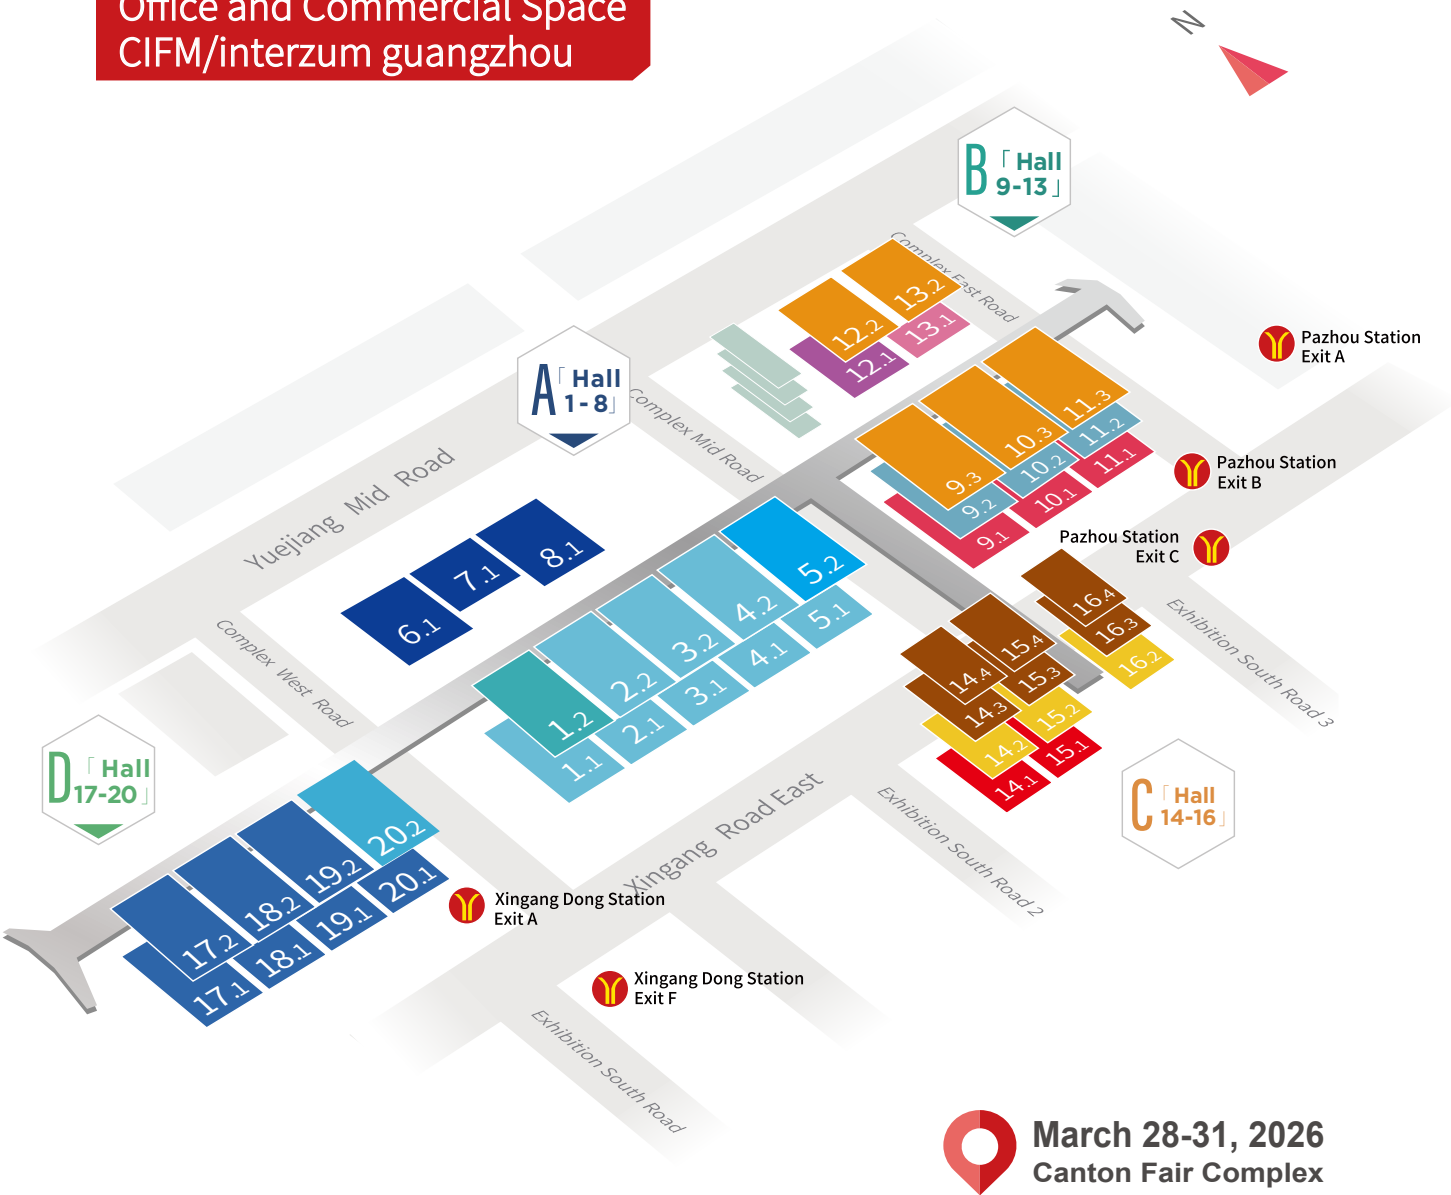 Office and Commercial Space
CIFM/interzum guangzhou
N
B「 Hall
9-13」
Complex East Road
13.2
12.2
13.1
12.1
Pazhou Station
Exit A
A「 Hall
1-8」
Complex Mid Road
11.3
10.3
9.3
11.2
10.2
9.2
11.1
10.1
9.1
Pazhou Station
Exit B
Pazhou Station
Exit C
Yuejiang Mid Road
8.1
7.1
6.1
5.2
4.2
3.2
2.2
1.2
5.1
4.1
3.1
2.1
1.1
16.4
16.3
16.2
15.4
15.3
15.2
15.1
14.4
14.3
14.2
14.1
Exhibition South Road 3
Complex West Road
D「 Hall
17-20」
C「 Hall
14-16」
Xingang Road East
Exhibition South Road 2
20.2
19.2
18.2
17.2
20.1
19.1
18.1
17.1
Xingang Dong Station
Exit A
Xingang Dong Station
Exit F
Exhibition South Road
March 28-31, 2026
Canton Fair Complex